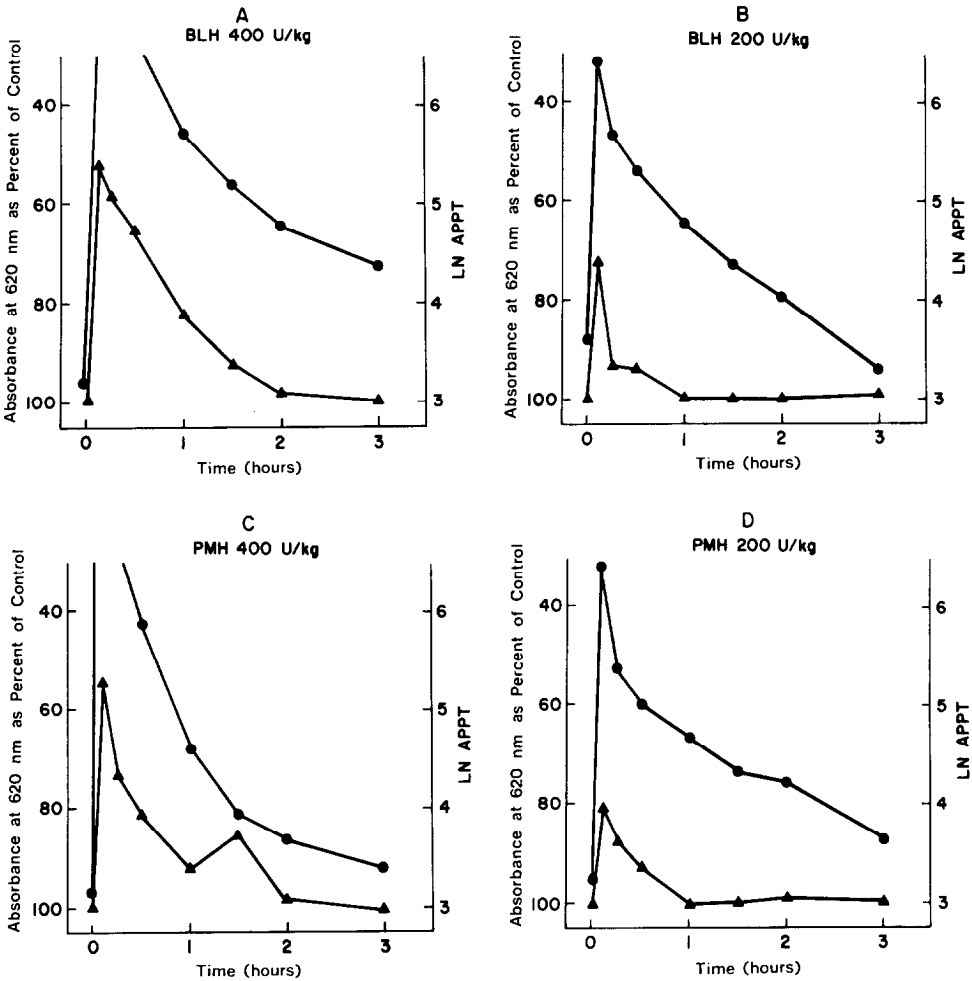 A
BLH 400 U/kg
Absorbance at 620 nm as Percent of Control
40
60
80
100
6
5
4
3
LN APPT
0 1 2 3
Time (hours)
B
BLH 200 U/kg
Absorbance at 620 nm as Percent of Control
40
60
80
100
6
5
4
3
LN APPT
0 1 2 3
Time (hours)
C
PMH 400 U/kg
Absorbance at 620 nm as Percent of Control
40
60
80
100
6
5
4
3
LN APPT
0 1 2 3
Time (hours)
D
PMH 200 U/kg
Absorbance at 620 nm as Percent of Control
40
60
80
100
6
5
4
3
LN APPT
0 1 2 3
Time (hours)